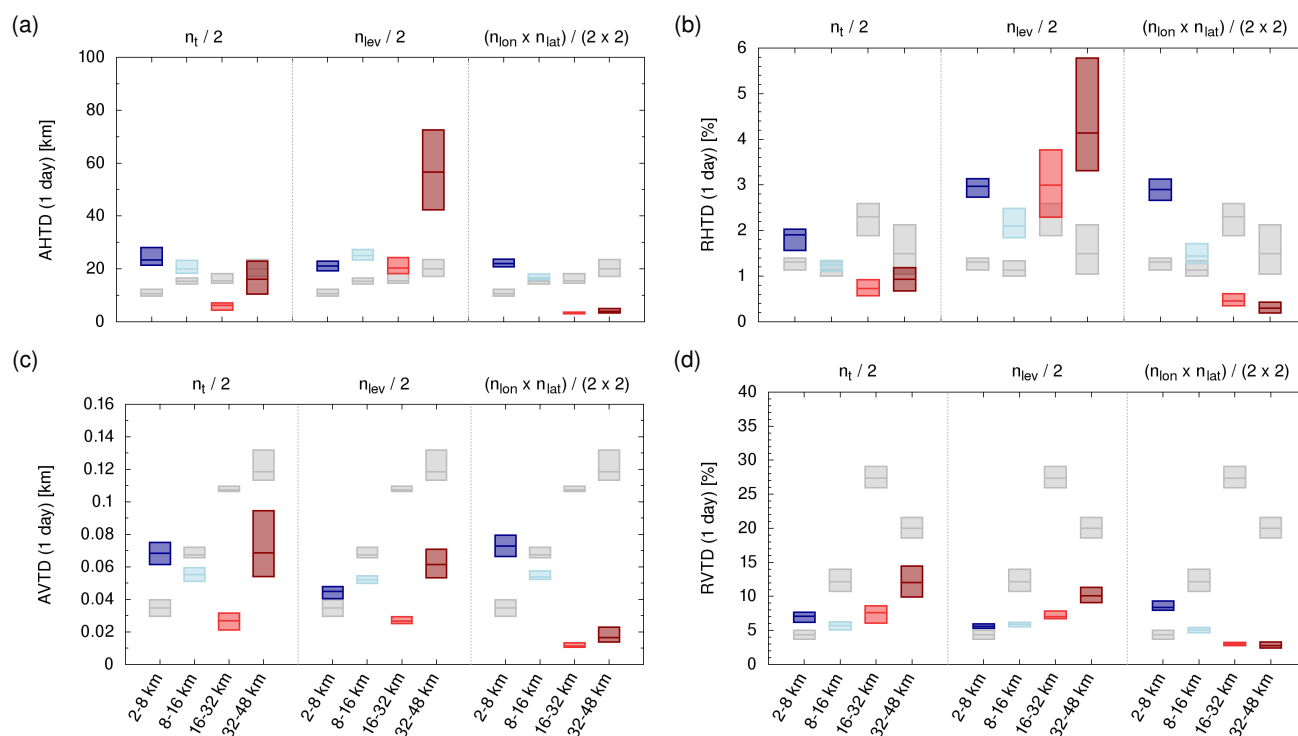 (a)
n_t / 2
n_lev / 2
(n_lon x n_lat) / (2 x 2)
AHTD (1 day) [km]
100
80
60
40
20
0
(b)
n_t / 2
n_lev / 2
(n_lon x n_lat) / (2 x 2)
RHTD (1 day) [%]
6
5
4
3
2
1
0
(c)
n_t / 2
n_lev / 2
(n_lon x n_lat) / (2 x 2)
AVTD (1 day) [km]
0.16
0.14
0.12
0.1
0.08
0.06
0.04
0.02
0
2-8 km
8-16 km
16-32 km
32-48 km
2-8 km
8-16 km
16-32 km
32-48 km
2-8 km
8-16 km
16-32 km
32-48 km
(d)
n_t / 2
n_lev / 2
(n_lon x n_lat) / (2 x 2)
RVTD (1 day) [%]
40
35
30
25
20
15
10
5
0
2-8 km
8-16 km
16-32 km
32-48 km
2-8 km
8-16 km
16-32 km
32-48 km
2-8 km
8-16 km
16-32 km
32-48 km